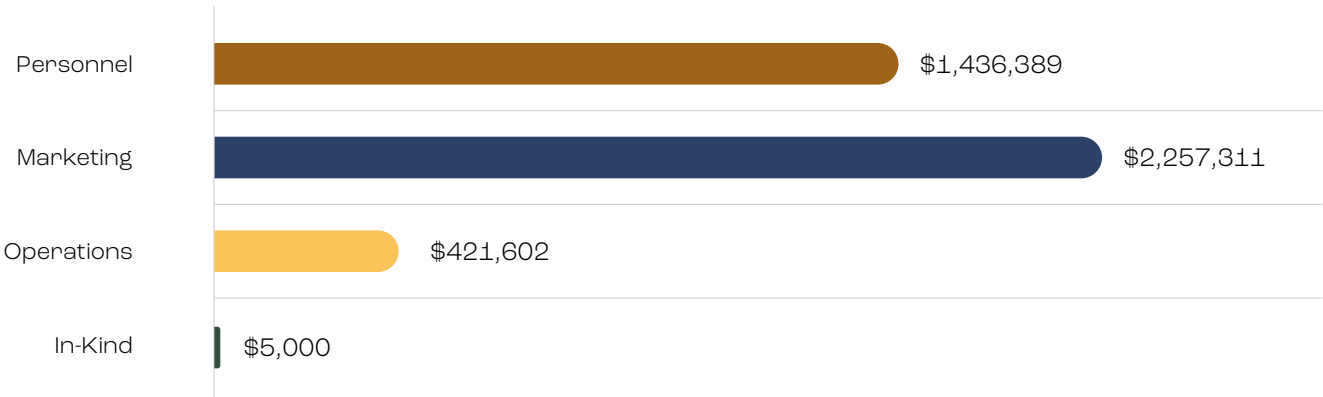 Personnel $1,436,389
Marketing $2,257,311
Operations $421,602
In-Kind $5,000